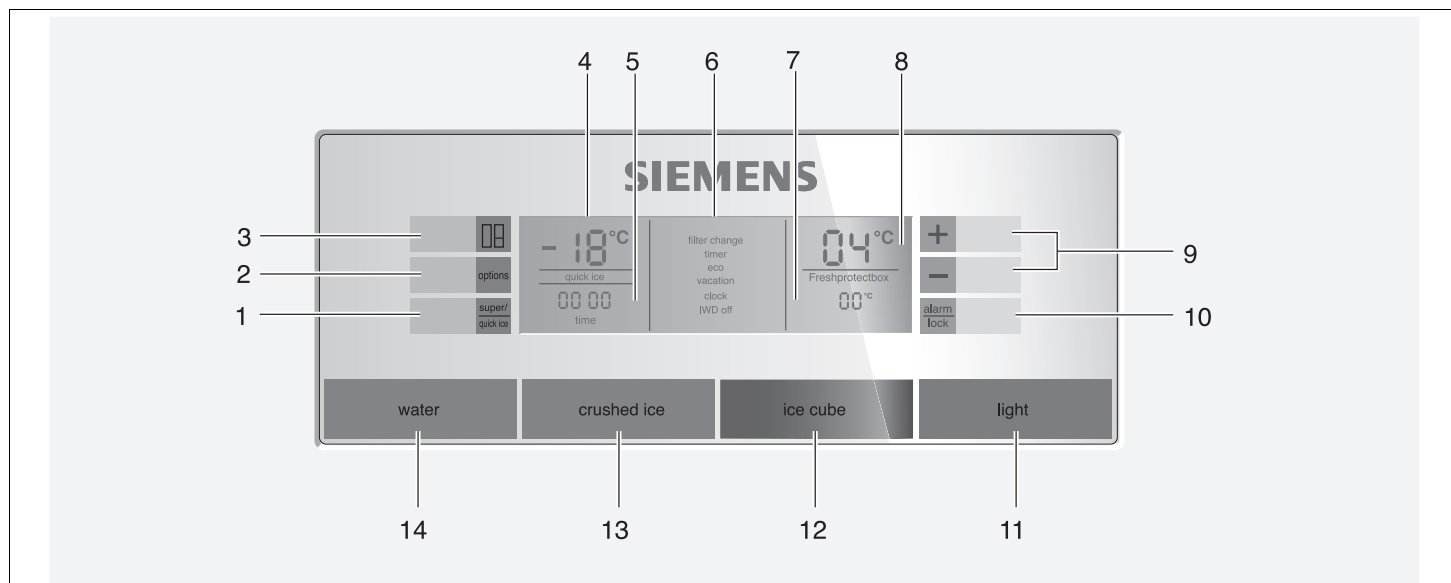 4 5 6 7 8
SIEMENS
3
-18°C
filter change
04°C
+
timer
2
options
quick ice
eco
Freshprotectbox
−
9
vacation
1
super/
quick ice
00 00
time
clock
IWD off
00°C
alarm
lock
10
water crushed ice ice cube light
14 13 12 11